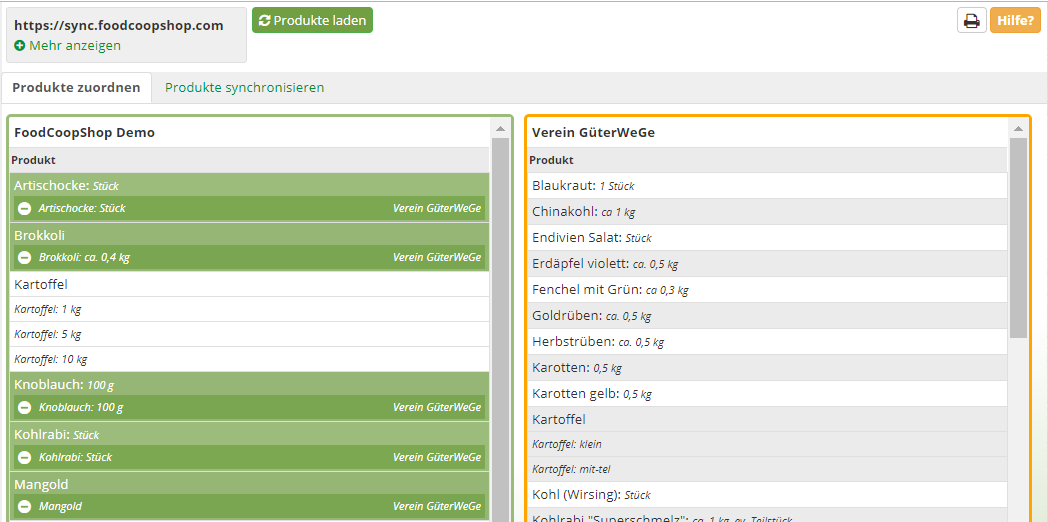 https://sync.foodcoopshop.com
Mehr anzeigen
Produkte laden
Hilfe?
Produkte zuordnen
Produkte synchronisieren
FoodCoopShop Demo
Produkt
Artischocke: Stück
Artischocke: Stück Verein GüterWeGe
Brokkoli
Brokkoli: ca. 0,4 kg Verein GüterWeGe
Kartoffel
Kartoffel: 1 kg
Kartoffel: 5 kg
Kartoffel: 10 kg
Knoblauch: 100 g
Knoblauch: 100 g Verein GüterWeGe
Kohlrabi: Stück
Kohlrabi: Stück Verein GüterWeGe
Mangold
Mangold Verein GüterWeGe
Verein GüterWeGe
Produkt
Blaukraut: 1 Stück
Chinakohl: ca 1 kg
Endivien Salat: Stück
Erdäpfel violett: ca. 0,5 kg
Fenchel mit Grün: ca 0,3 kg
Goldrüben: ca. 0,5 kg
Herbstrüben: ca. 0,5 kg
Karotten: 0,5 kg
Karotten gelb: 0,5 kg
Kartoffel
Kartoffel: klein
Kartoffel: mit-tel
Kohl (Wirsing): Stück
Kohlrabi "Superschmelz": ca. 1 kg, ev. Teilstück